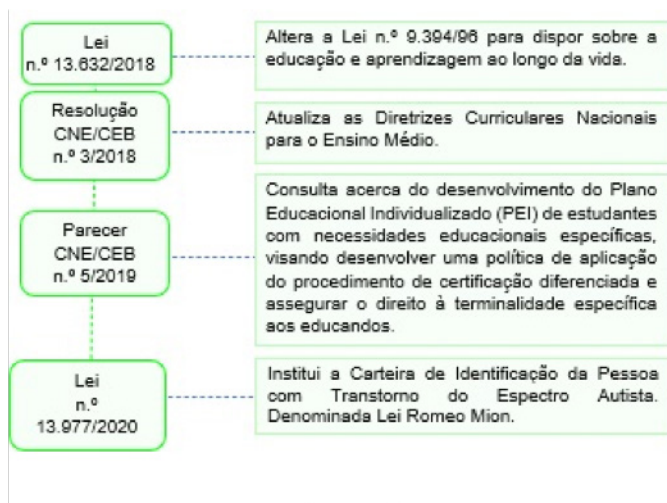 Lei
n.º 13.632/2018
Altera a Lei n.º 9.394/96 para dispor sobre a
educação e aprendizagem ao longo da vida.
Resolução
CNE/CEB
n.º 3/2018
Atualiza as Diretrizes Curriculares Nacionais
para o Ensino Médio.
Parecer
CNE/CEB
n.º 5/2019
Consulta acerca do desenvolvimento do Plano
Educacional Individualizado (PEI) de estudantes
com necessidades educacionais específicas,
visando desenvolver uma política de aplicação
do procedimento de certificação diferenciada e
assegurar o direito à terminalidade específica
aos educandos.
Lei
n.º
13.977/2020
Institui a Carteira de Identificação da Pessoa
com Transtorno do Espectro Autista.
Denominada Lei Romeo Mion.